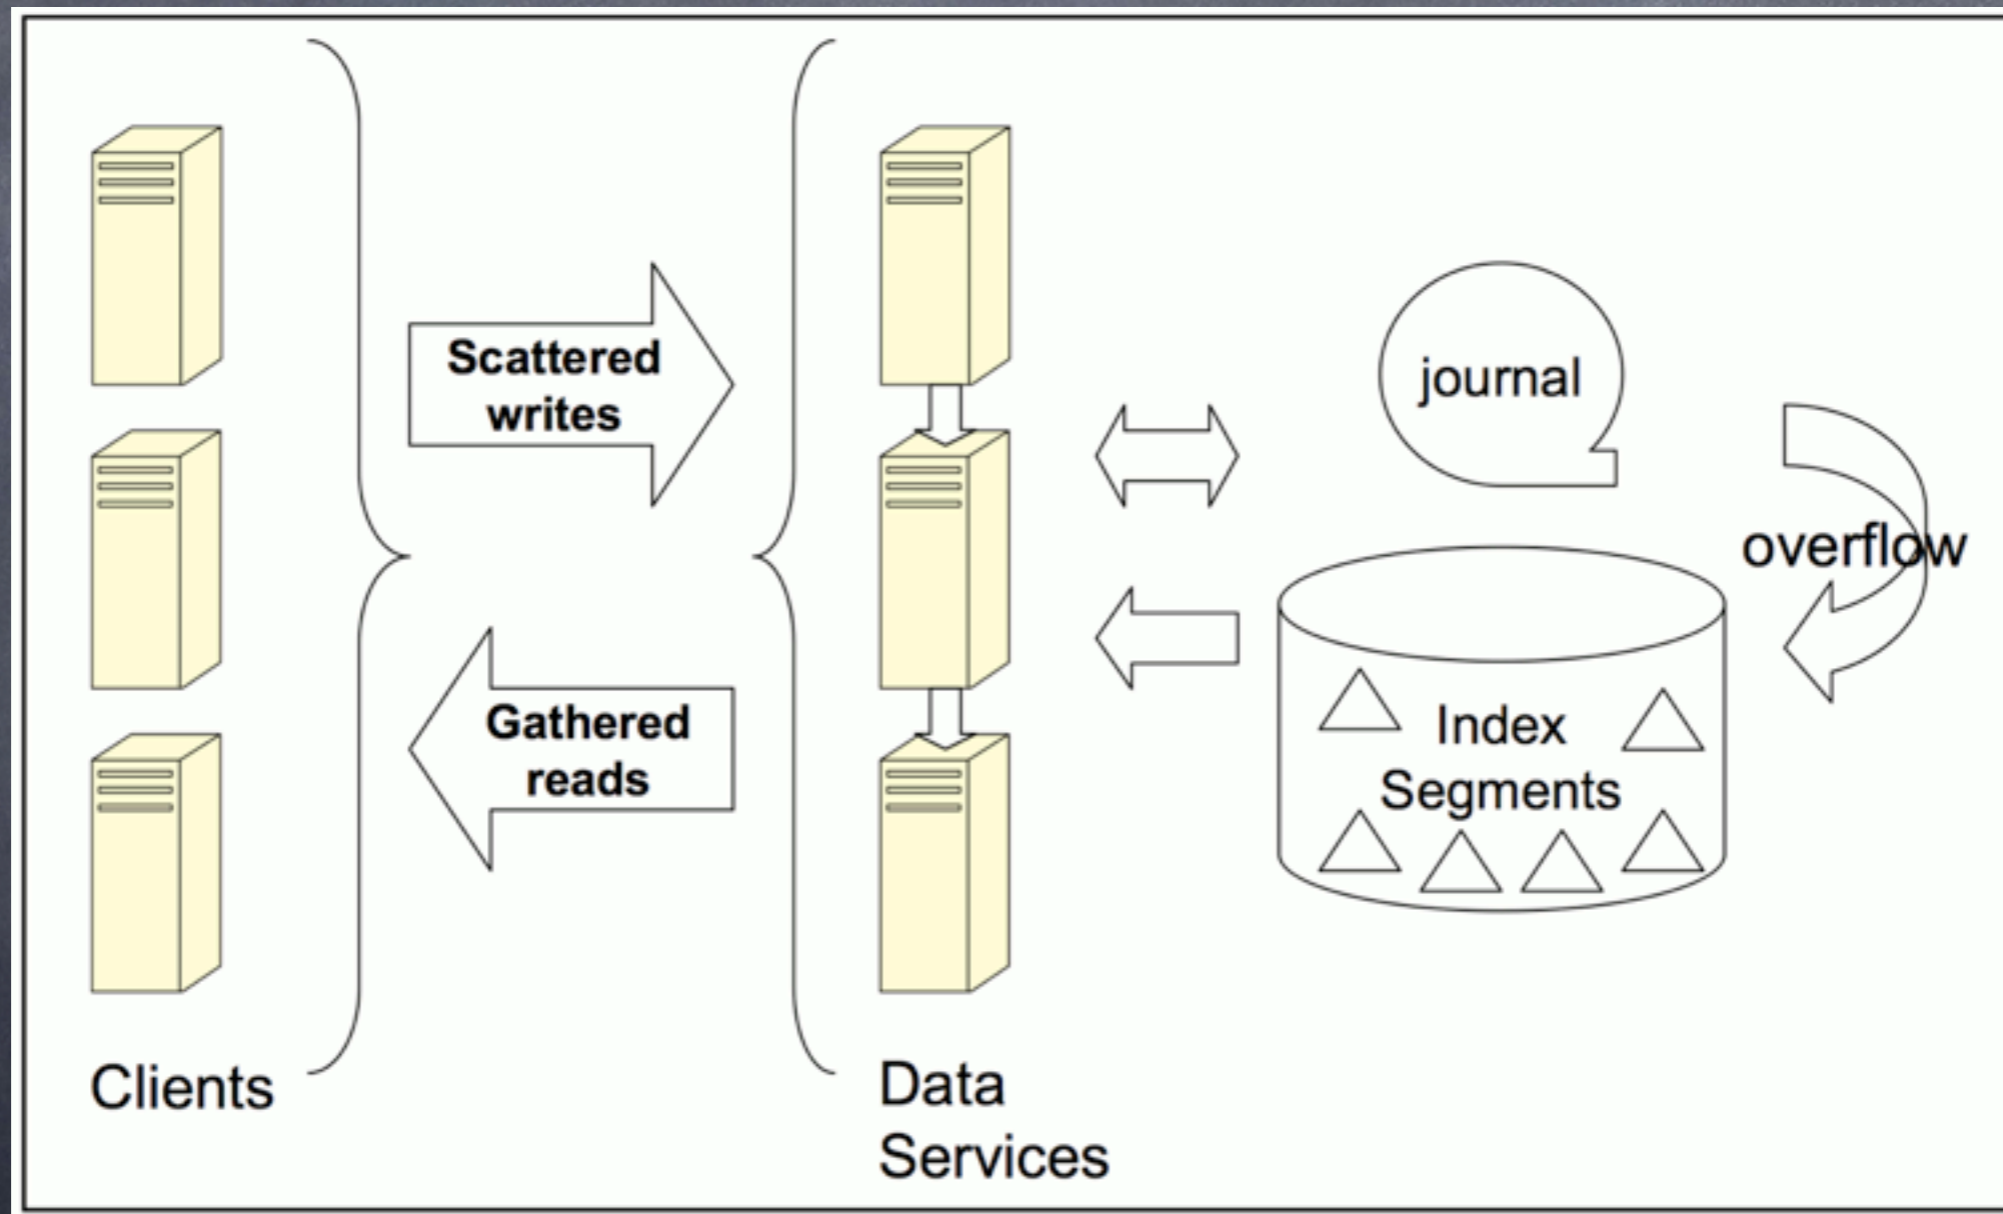 Scattered
writes
journal
overflow
Gathered
reads
Index
Segments
Clients
Data
Services